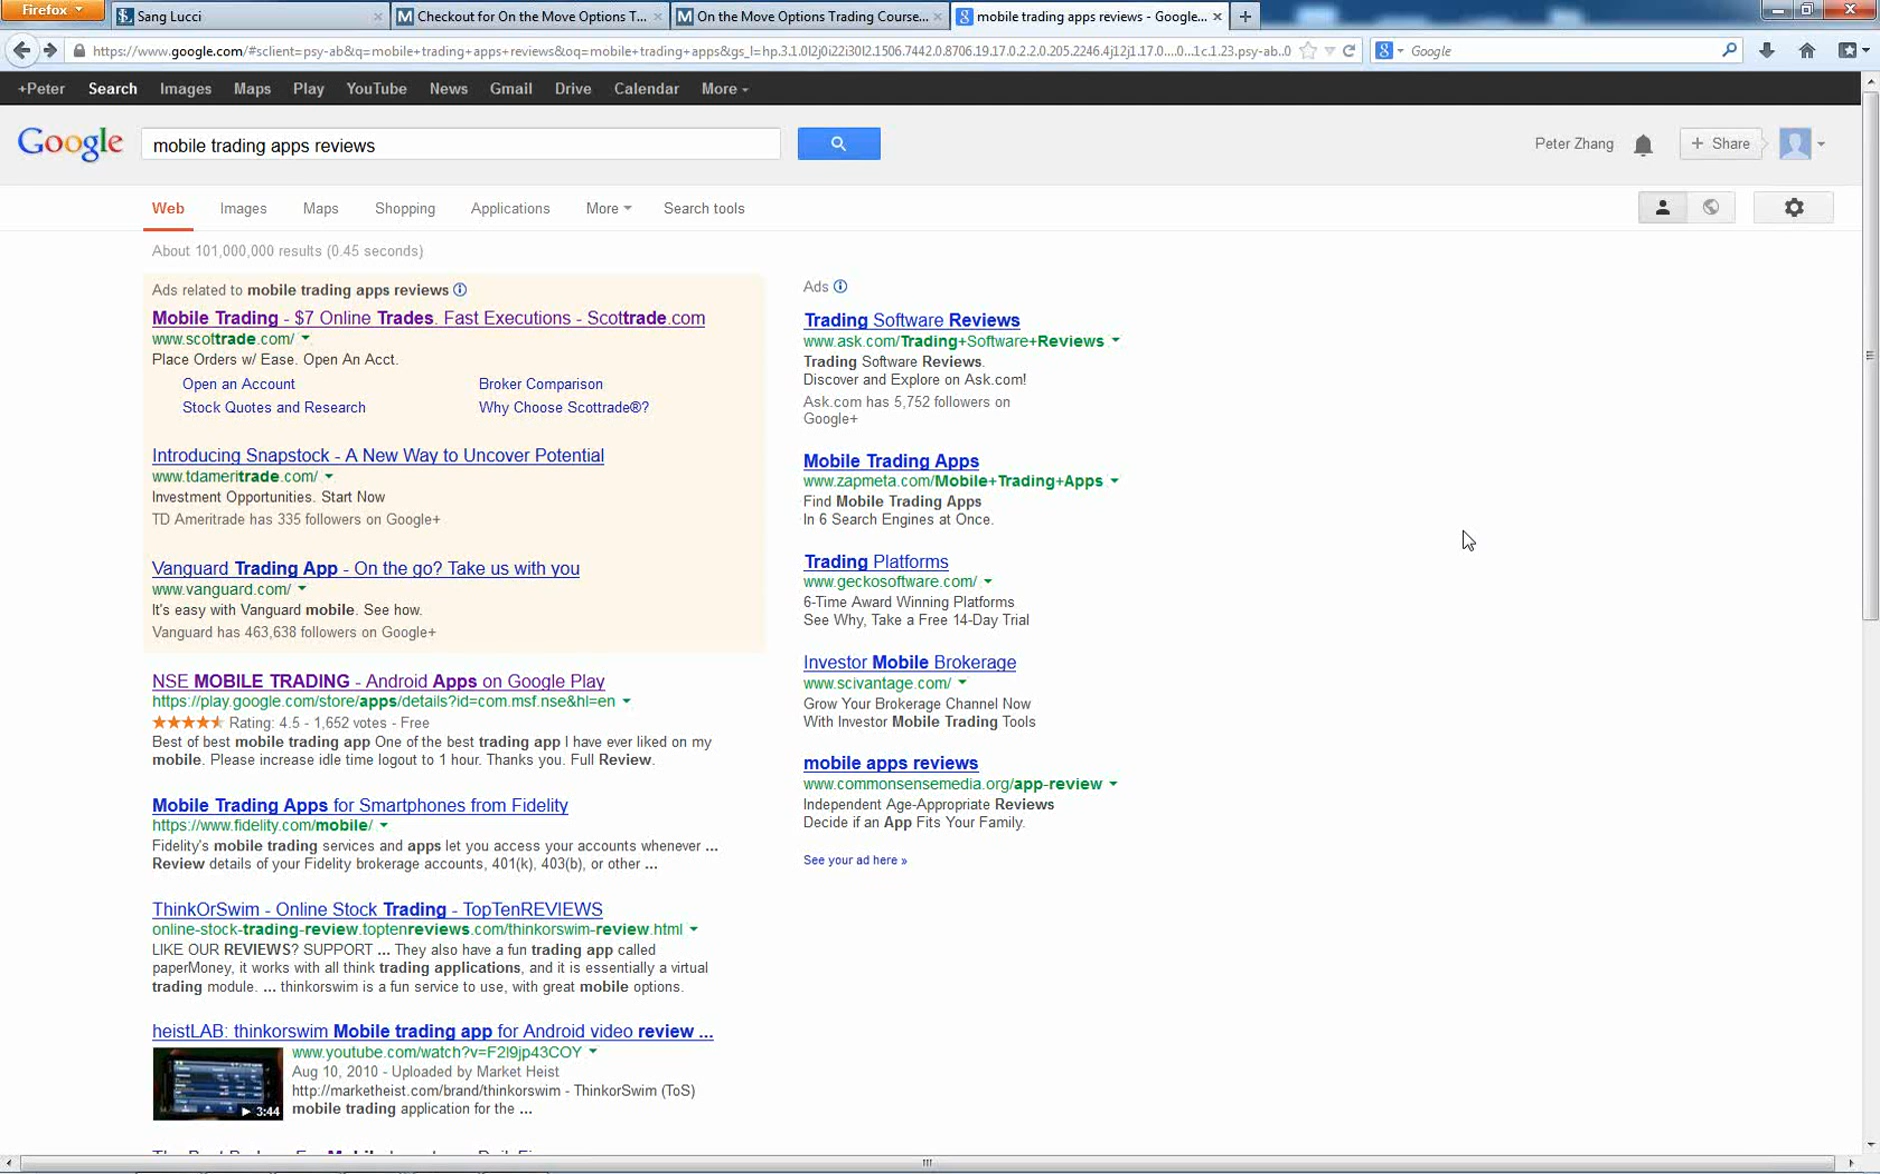 Firefox
Sang Lucci
Checkout for On the Move Options T...
On the Move Options Trading Course...
mobile trading apps reviews - Google...
https://www.google.com/#sclient=psy-ab&q=mobile+trading+apps+reviews&oq=mobile+trading+apps&gs_l=hp.3.1.0l2j0i22i30l2.1506.7442.0.8706.19.17.0.2.2.0.205.2246.4j12j1.17.0....0...1c.1.23.psy-ab..0
Google
+Peter Search Images Maps Play YouTube News Gmail Drive Calendar More
Google
mobile trading apps reviews
Peter Zhang
+ Share
Web Images Maps Shopping Applications More Search tools
About 101,000,000 results (0.45 seconds)
Ads related to mobile trading apps reviews
Mobile Trading - $7 Online Trades. Fast Executions - Scottrade.com
www.scottrade.com/
Place Orders w/ Ease. Open An Acct.
Open an Account Broker Comparison
Stock Quotes and Research Why Choose Scottrade®?
Introducing Snapstock - A New Way to Uncover Potential
www.tdameritrade.com/
Investment Opportunities. Start Now
TD Ameritrade has 335 followers on Google+
Vanguard Trading App - On the go? Take us with you
www.vanguard.com/
It's easy with Vanguard mobile. See how.
Vanguard has 463,638 followers on Google+
NSE MOBILE TRADING - Android Apps on Google Play
https://play.google.com/store/apps/details?id=com.msf.nse&hl=en
Rating: 4.5 - 1,652 votes - Free
Best of best mobile trading app One of the best trading app I have ever liked on my
mobile. Please increase idle time logout to 1 hour. Thanks you. Full Review.
Mobile Trading Apps for Smartphones from Fidelity
https://www.fidelity.com/mobile/
Fidelity's mobile trading services and apps let you access your accounts whenever ...
Review details of your Fidelity brokerage accounts, 401(k), 403(b), or other ...
ThinkOrSwim - Online Stock Trading - TopTenREVIEWS
online-stock-trading-review.toptenreviews.com/thinkorswim-review.html
LIKE OUR REVIEWS? SUPPORT ... They also have a fun trading app called
paperMoney, it works with all think trading applications, and it is essentially a virtual
trading module. ... thinkorswim is a fun service to use, with great mobile options.
heistLAB: thinkorswim Mobile trading app for Android video review ...
www.youtube.com/watch?v=F2l9jp43COY
Aug 10, 2010 - Uploaded by Market Heist
http://marketheist.com/brand/thinkorswim - ThinkorSwim (ToS)
mobile trading application for the ...
3:44
Ads
Trading Software Reviews
www.ask.com/Trading+Software+Reviews
Trading Software Reviews.
Discover and Explore on Ask.com!
Ask.com has 5,752 followers on
Google+
Mobile Trading Apps
www.zapmeta.com/Mobile+Trading+Apps
Find Mobile Trading Apps
In 6 Search Engines at Once.
Trading Platforms
www.geckosoftware.com/
6-Time Award Winning Platforms
See Why, Take a Free 14-Day Trial
Investor Mobile Brokerage
www.scivantage.com/
Grow Your Brokerage Channel Now
With Investor Mobile Trading Tools
mobile apps reviews
www.commonsensemedia.org/app-review
Independent Age-Appropriate Reviews
Decide if an App Fits Your Family.
See your ad here »